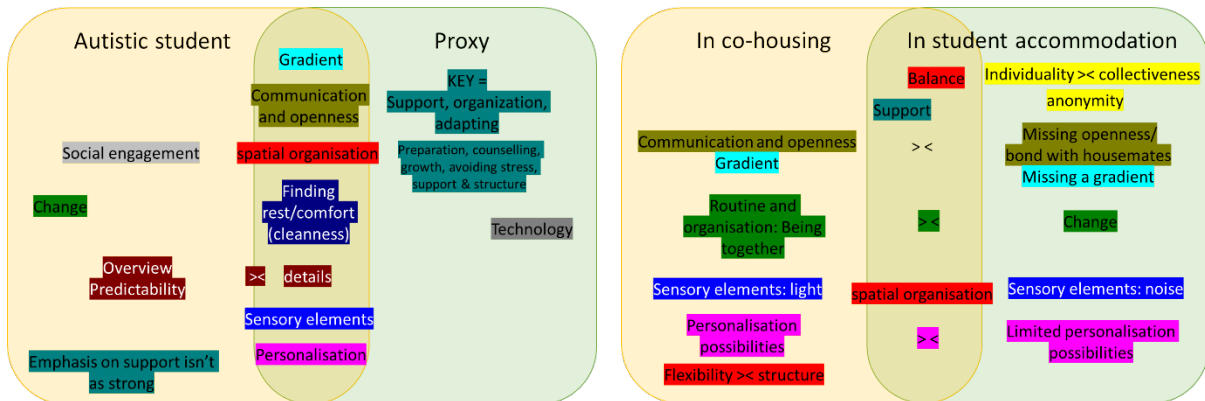 Autistic student
Proxy
Gradient
Communication
and openness
KEY =
Support, organization,
adapting
Social engagement
spatial organisation
Preparation, counselling,
growth, avoiding stress,
support & structure
Change
Finding
rest/comfort
(cleanness)
Technology
Overview
Predictability
><
details
Sensory elements
Personalisation
Emphasis on support isn't
as strong
In co-housing
In student accommodation
Balance
Individuality >< collectiveness
anonymity
Support
Communication and openness
Gradient
><
Missing openness/
bond with housemates
Missing a gradient
Routine and
organisation: Being
together
><
Change
Sensory elements: light
spatial organisation
Sensory elements: noise
Personalisation
possibilities
><
Limited personalisation
possibilities
Flexibility >< structure